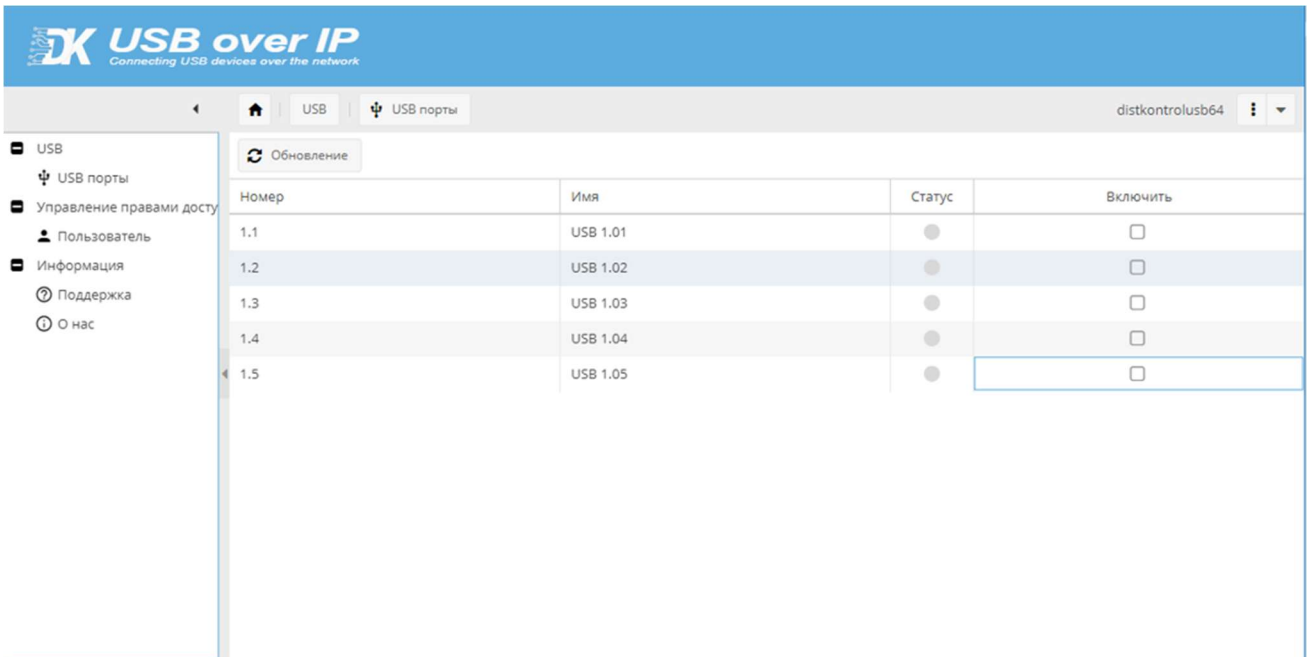 DK USB over IP
Connecting USB devices over the network
USB USB порты distkontrolusb64
USB
USB порты
Управление правами досту
Пользователь
Информация
Поддержка
О нас
Обновление
Номер Имя Статус Включить
1.1 USB 1.01
1.2 USB 1.02
1.3 USB 1.03
1.4 USB 1.04
1.5 USB 1.05